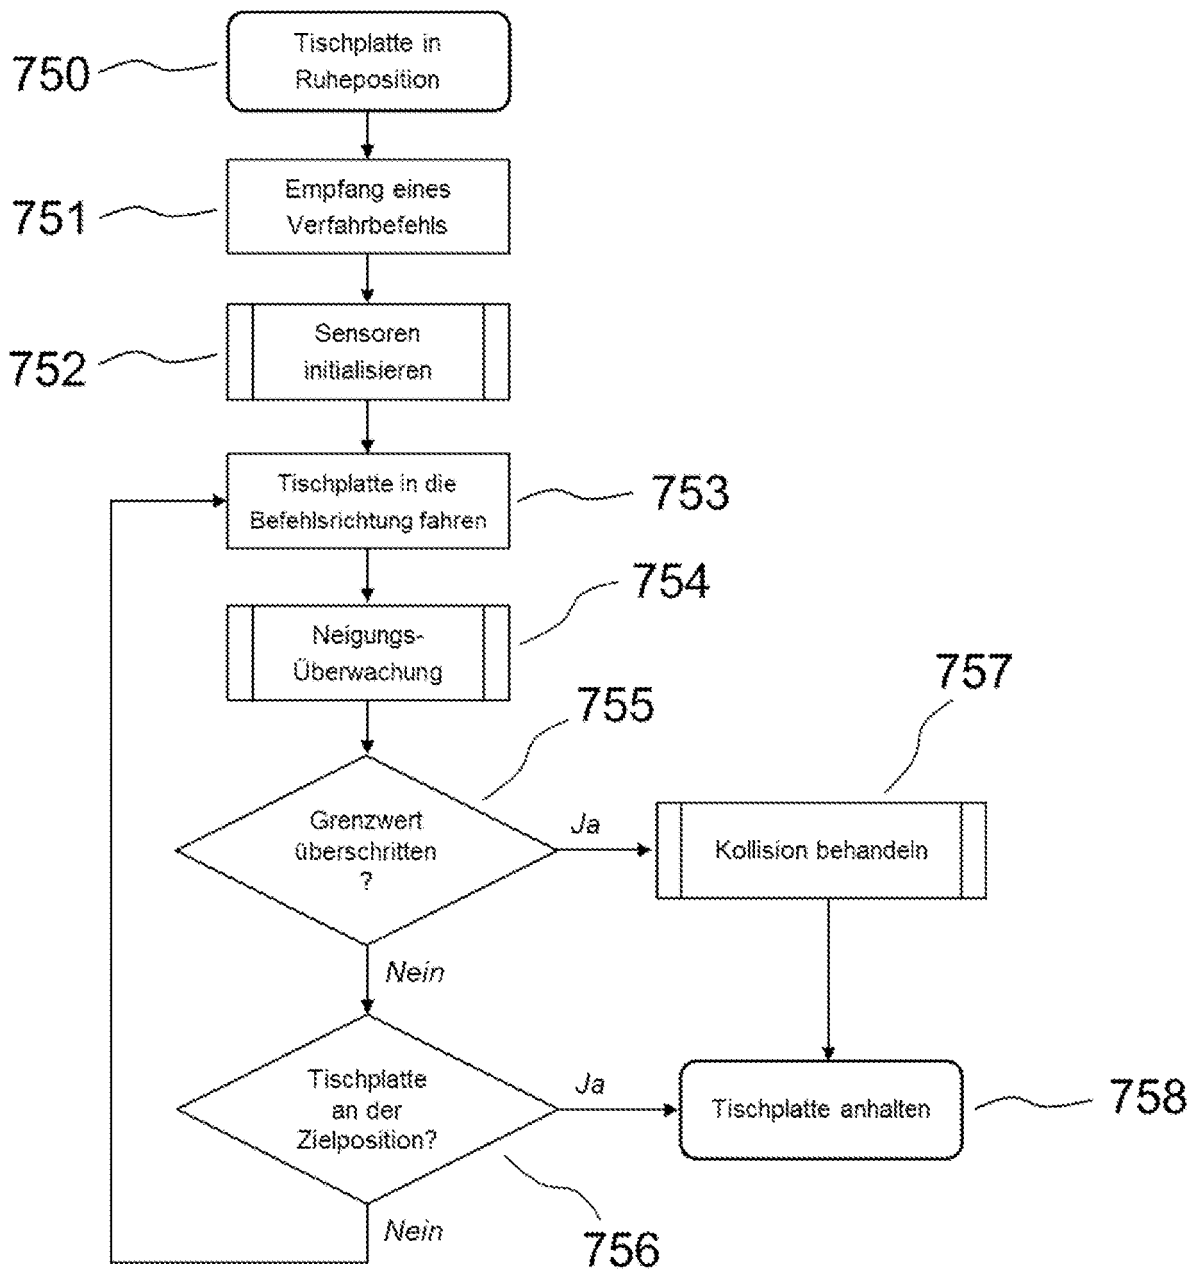 750
Tischplatte in
Ruheposition
751
Empfang eines
Verfahrbefehls
752
Sensoren
initialisieren
753
Tischplatte in die
Befehlsrichtung fahren
754
Neigungs-
Überwachung
755
757
Grenzwert
überschritten
?
Ja
Kollision behandeln
Nein
Tischplatte
an der
Zielposition?
Ja
Tischplatte anhalten
758
Nein
756